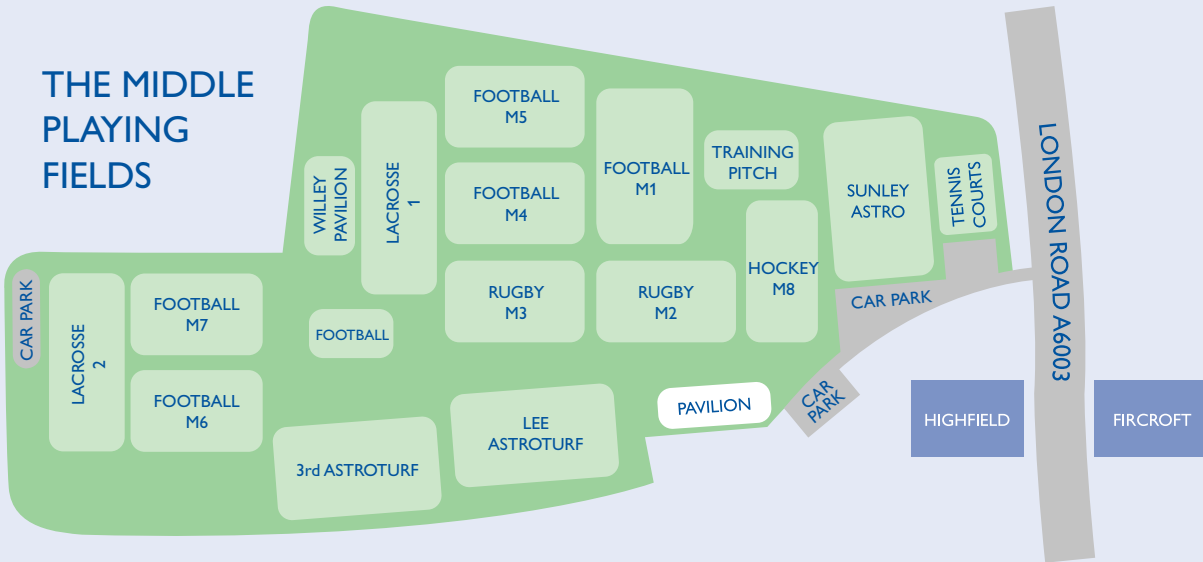 THE MIDDLE
PLAYING
FIELDS
FOOTBALL
M5
FOOTBALL
M4
RUGBY
M3
FOOTBALL
M1
RUGBY
M2
TRAINING
PITCH
HOCKEY
M8
SUNLEY
ASTRO
TENNIS
COURTS
LONDON ROAD A6003
WILLEY
PAVILION
LACROSSE
1
CAR PARK
LACROSSE
2
FOOTBALL
M7
FOOTBALL
M6
FOOTBALL
3rd ASTROTURF
LEE
ASTROTURF
PAVILION
CAR
PARK
CAR PARK
HIGHFIELD
FIRCROFT